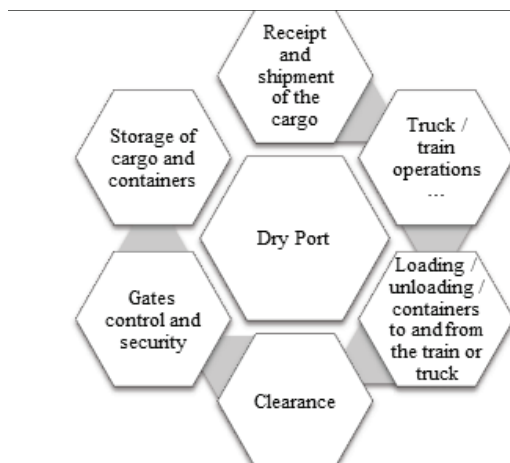 Receipt
and
shipment
of the
cargo
Truck /
train
operations
...
Loading /
unloading /
containers
to and from
the train or
truck
Clearance
Gates
control and
security
Storage of
cargo and
containers
Dry Port